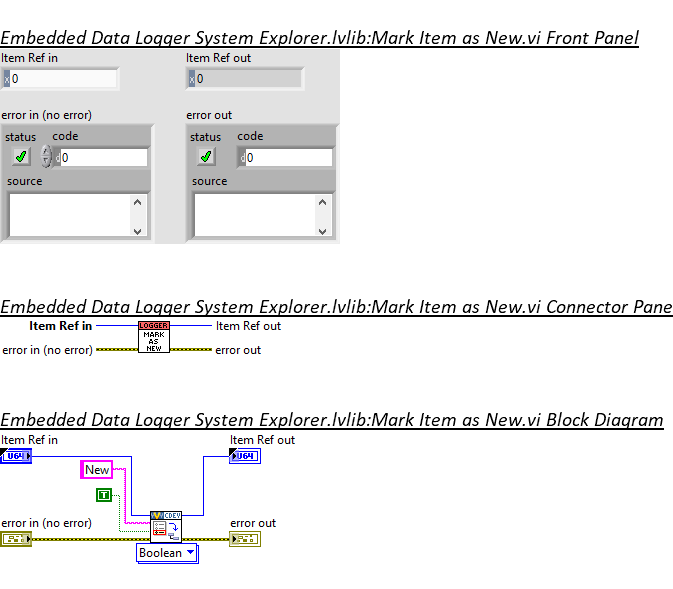 Embedded Data Logger System Explorer.lvlib:Mark Item as New.vi Front Panel
Item Ref in
Item Ref out
x 0
x 0
error in (no error)
error out
status code
status code
d 0
d 0
source
source
Embedded Data Logger System Explorer.lvlib:Mark Item as New.vi Connector Pane
Item Ref in
LOGGER
MARK
AS
NEW
Item Ref out
error in (no error)
error out
Embedded Data Logger System Explorer.lvlib:Mark Item as New.vi Block Diagram
Item Ref in
Item Ref out
U64
U64
New
T
CDEV
error in (no error)
error out
Boolean